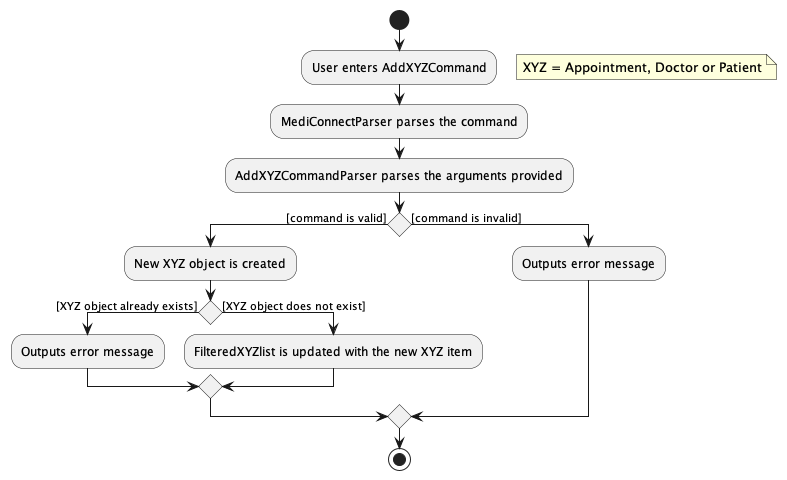 User enters AddXYZCommand
XYZ = Appointment, Doctor or Patient
MediConnectParser parses the command
AddXYZCommandParser parses the arguments provided
[command is valid]
[command is invalid]
New XYZ object is created
Outputs error message
[XYZ object already exists]
[XYZ object does not exist]
Outputs error message
FilteredXYZlist is updated with the new XYZ item